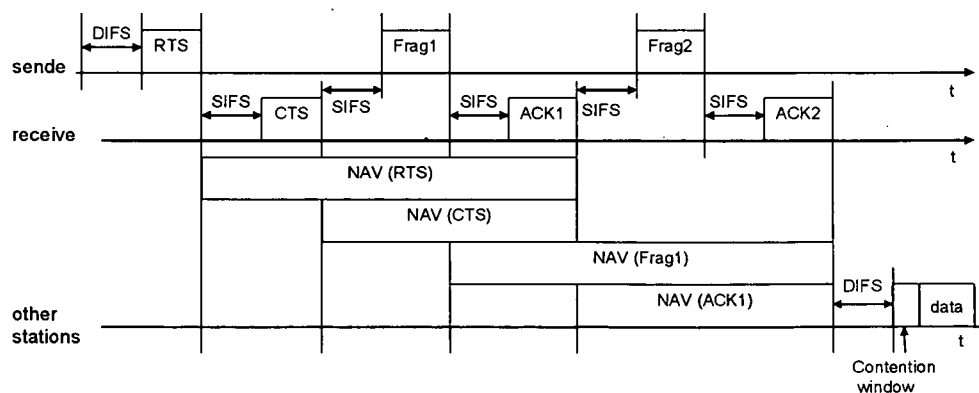 DIFS RTS Frag1 Frag2
sende
t
SIFS CTS SIFS SIFS ACK1 SIFS SIFS ACK2
receive
t
NAV (RTS)
NAV (CTS)
NAV (Frag1)
NAV (ACK1) DIFS data
other
stations
t
Contention
window